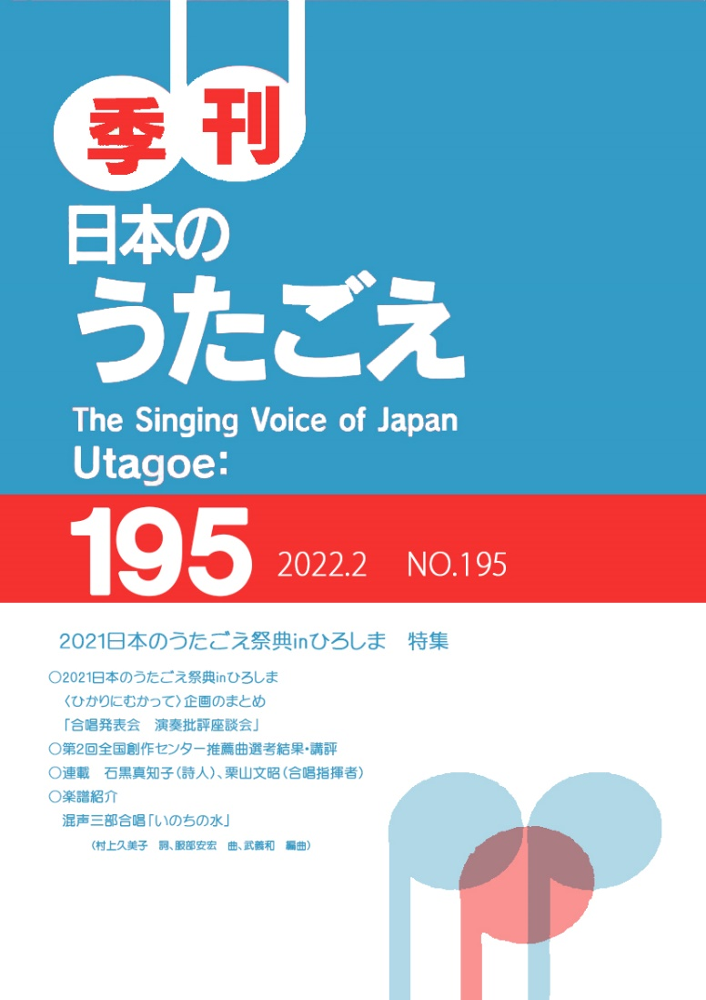 季刊
日本の
うたごえ
The Singing Voice of Japan
Utagoe:
195 2022.2 NO.195
2021日本のうたごえ祭典inひろしま 特集
○2021日本のうたごえ祭典inひろしま
〈ひかりにむかって〉企画のまとめ
「合唱発表会 演奏批評座談会」
○第2回全国創作センター推薦曲選考結果・講評
○連載 石黒真知子(詩人)、栗山文昭(合唱指揮者)
○楽譜紹介
混声三部合唱「いのちの水」
(村上久美子 詞、服部安宏 曲、武義和 編曲)